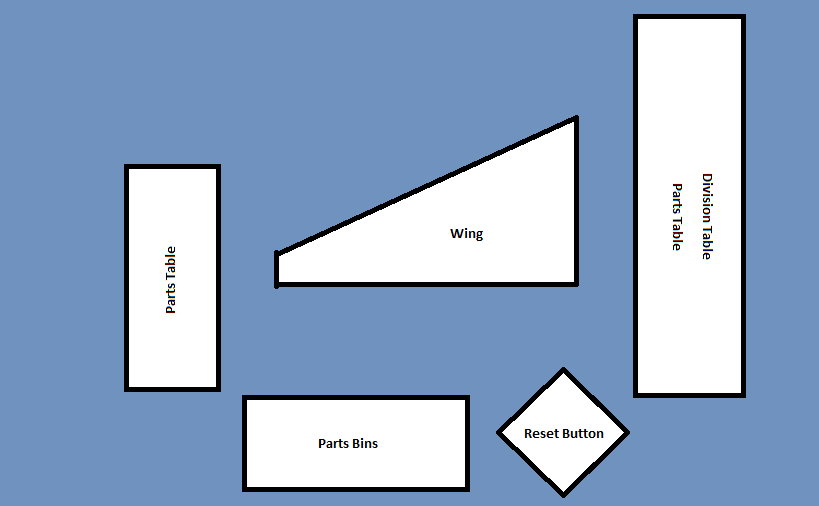 Parts Table
Wing
Division Table
Parts Table
Parts Bins
Reset Button